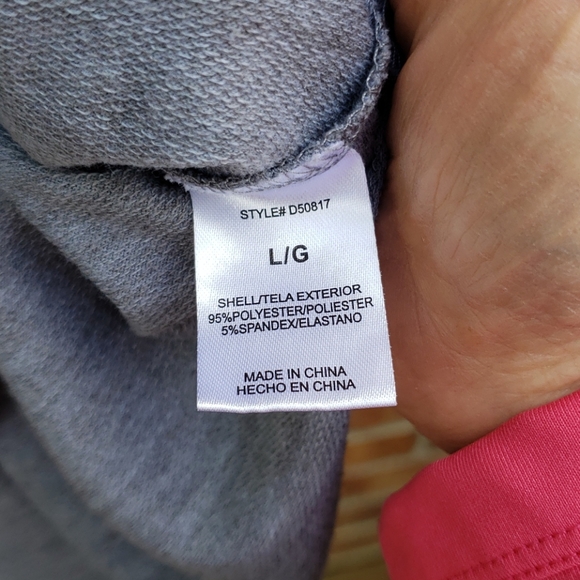 STYLE# D50817
L/G
SHELL/TELA EXTERIOR
95%POLYESTER/POLIESTER
5%SPANDEX/ELASTANO
MADE IN CHINA
HECHO EN CHINA